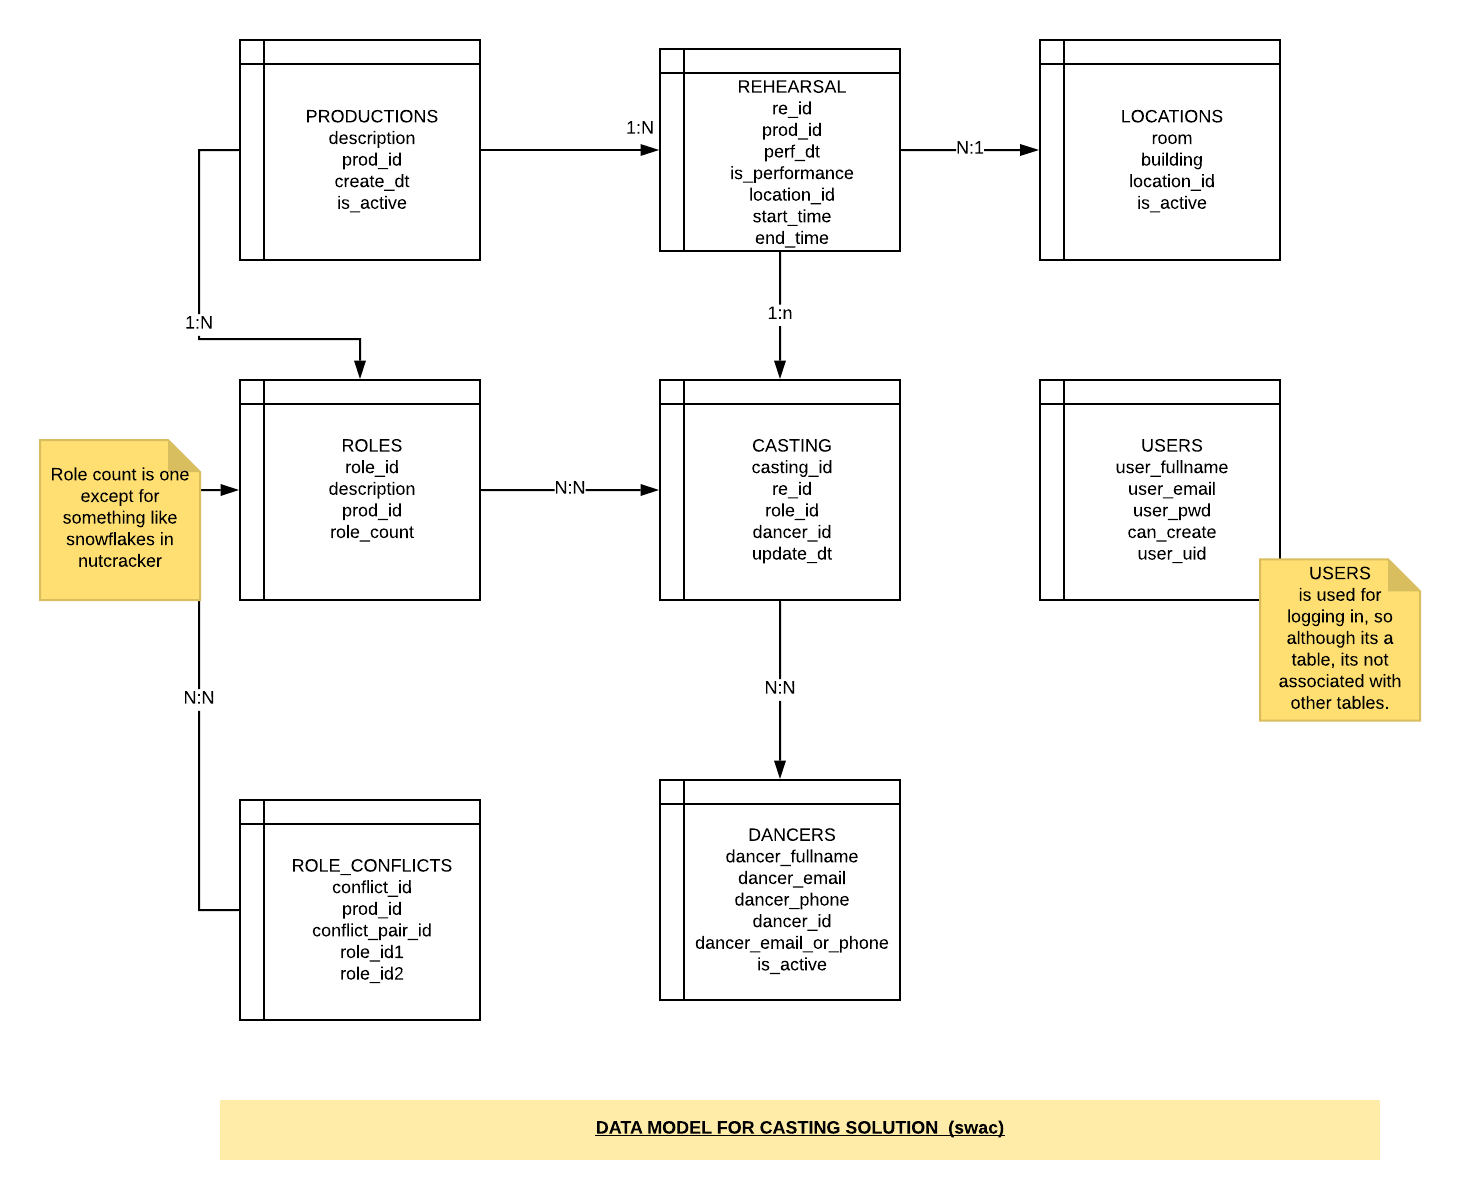 PRODUCTIONS
description
prod_id
create_dt
is_active
1:N
REHEARSAL
re_id
prod_id
perf_dt
is_performance
location_id
start_time
end_time
N:1
LOCATIONS
room
building
location_id
is_active
1:N
1:n
Role count is one
except for
something like
snowflakes in
nutcracker
ROLES
role_id
description
prod_id
role_count
N:N
CASTING
casting_id
re_id
role_id
dancer_id
update_dt
USERS
user_fullname
user_email
user_pwd
can_create
user_uid
USERS
is used for
logging in, so
although its a
table, its not
associated with
other tables.
N:N
N:N
ROLE_CONFLICTS
conflict_id
prod_id
conflict_pair_id
role_id1
role_id2
DANCERS
dancer_fullname
dancer_email
dancer_phone
dancer_id
dancer_email_or_phone
is_active
DATA MODEL FOR CASTING SOLUTION  (swac)